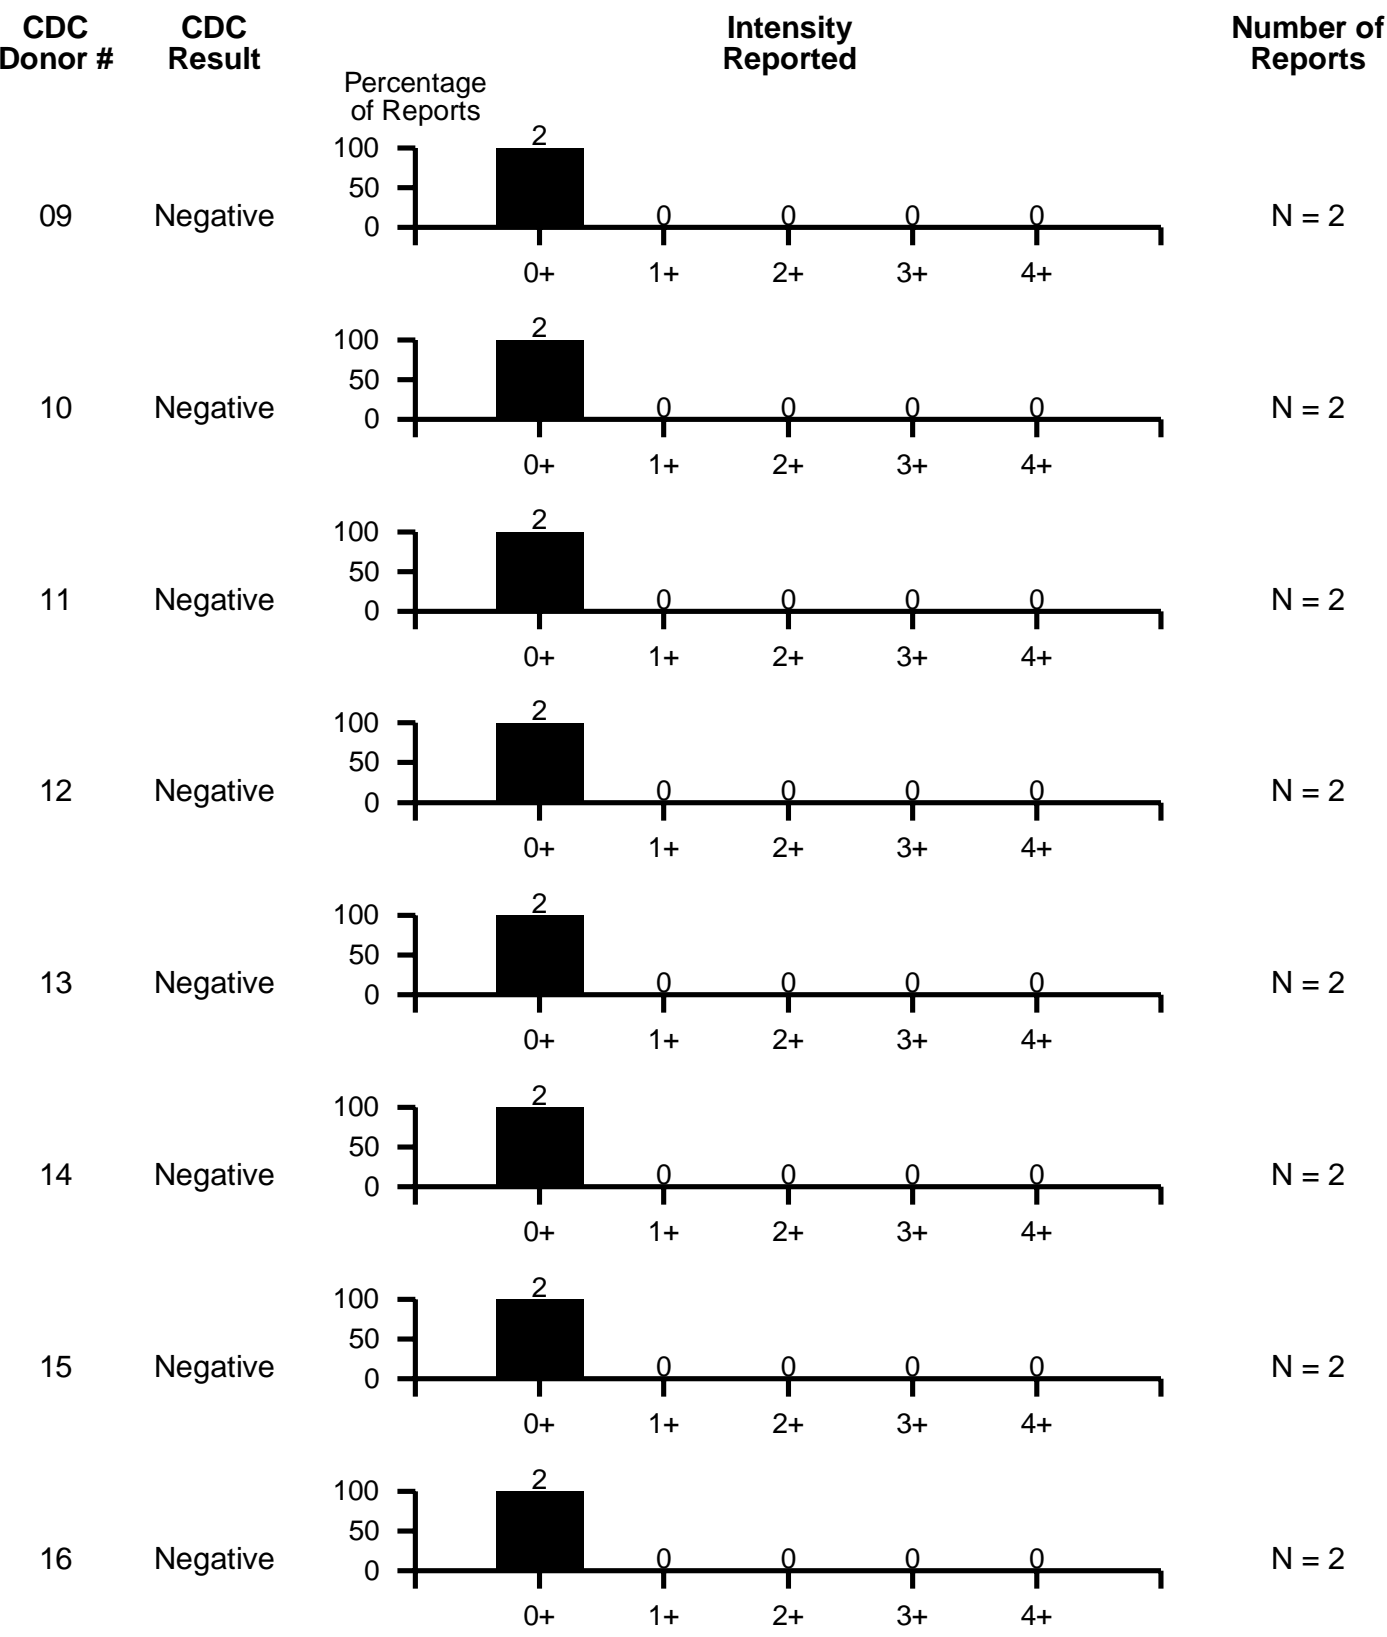 CDC Donor #
CDC Result
Intensity Reported
Number of Reports
Percentage of Reports
2
100
50
0
09 Negative 0 0 0 0 N = 2
0+ 1+ 2+ 3+ 4+
2
100
50
0
10 Negative 0 0 0 0 N = 2
0+ 1+ 2+ 3+ 4+
2
100
50
0
11 Negative 0 0 0 0 N = 2
0+ 1+ 2+ 3+ 4+
2
100
50
0
12 Negative 0 0 0 0 N = 2
0+ 1+ 2+ 3+ 4+
2
100
50
0
13 Negative 0 0 0 0 N = 2
0+ 1+ 2+ 3+ 4+
2
100
50
0
14 Negative 0 0 0 0 N = 2
0+ 1+ 2+ 3+ 4+
2
100
50
0
15 Negative 0 0 0 0 N = 2
0+ 1+ 2+ 3+ 4+
2
100
50
0
16 Negative 0 0 0 0 N = 2
0+ 1+ 2+ 3+ 4+